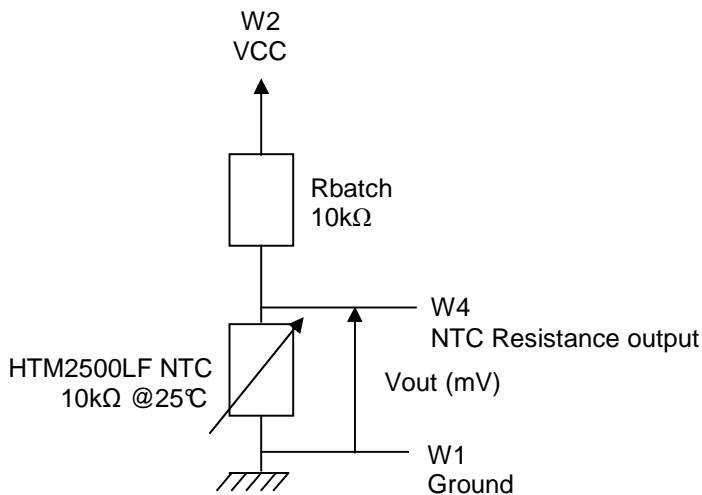 W2
VCC
Rbatch
10kΩ
W4
NTC Resistance output
HTM2500LF NTC
10kΩ @25℃
Vout (mV)
W1
Ground